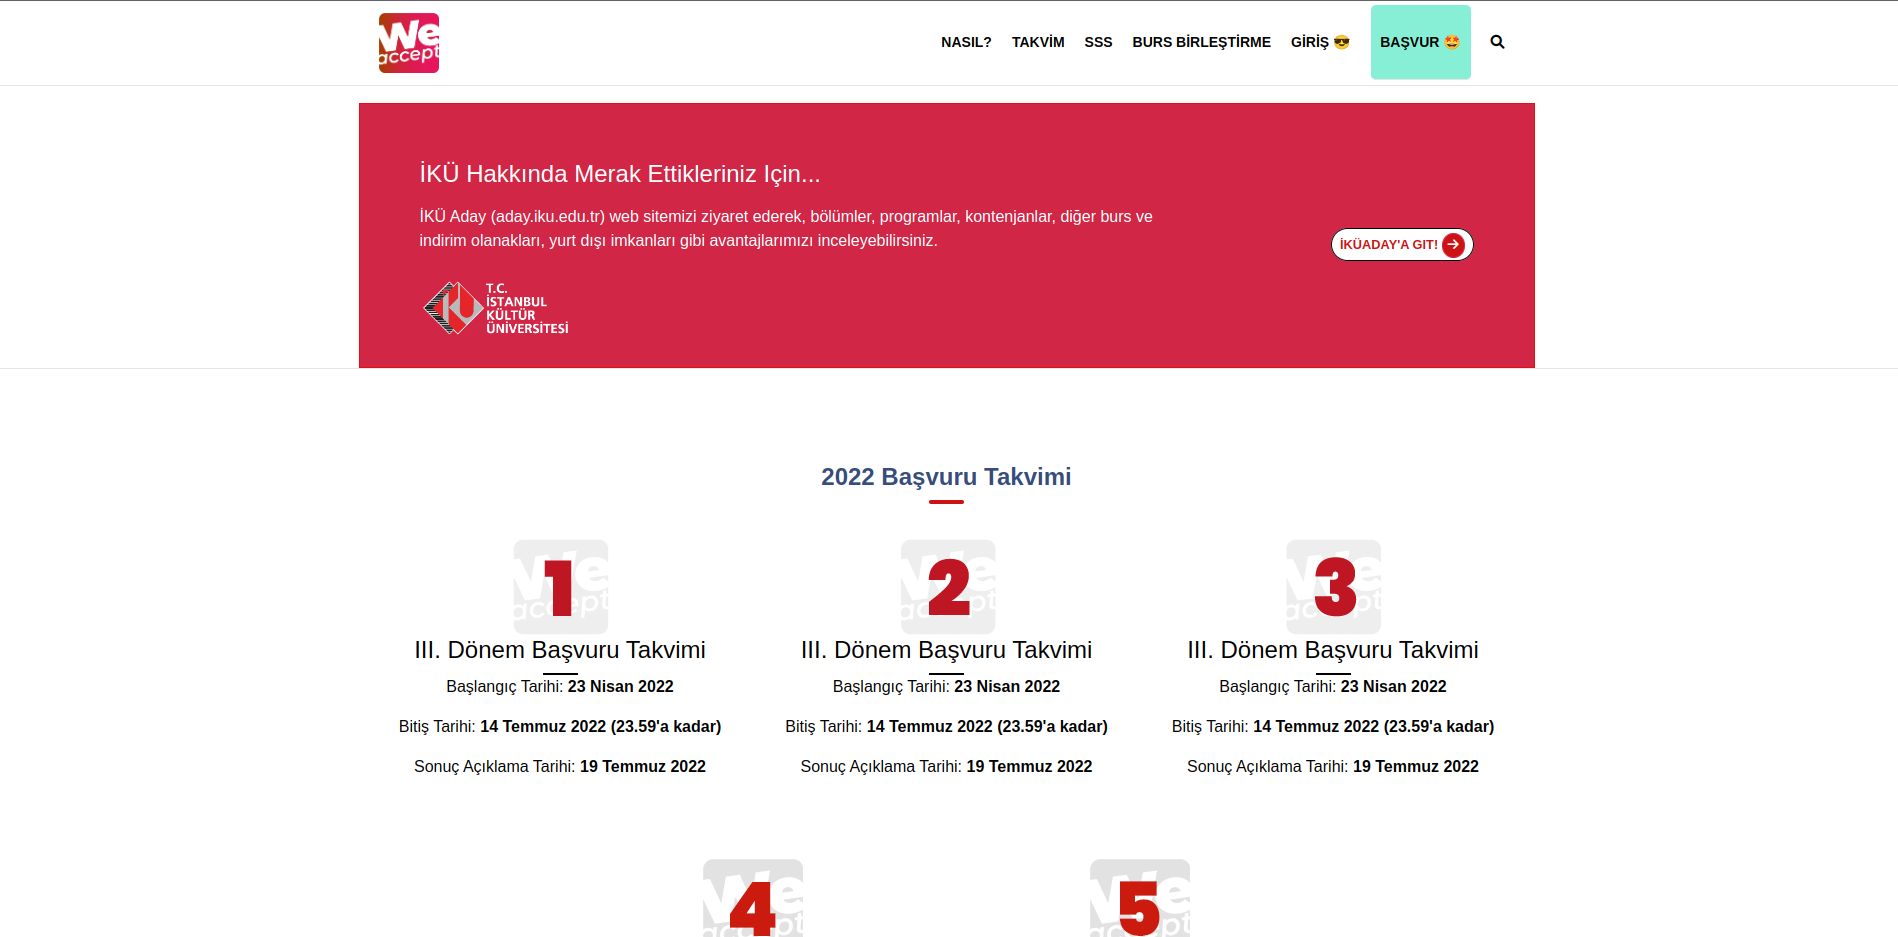 We
accept
NASIL? TAKVİM SSS BURS BİRLEŞTİRME GİRİŞ 😎 BAŞVUR 🤩
İKÜ Hakkında Merak Ettikleriniz Için...
İKÜ Aday (aday.iku.edu.tr) web sitemizi ziyaret ederek, bölümler, programlar, kontenjanlar, diğer burs ve
indirim olanakları, yurt dışı imkanları gibi avantajlarımızı inceleyebilirsiniz.
İKÜADAY'A GIT!
T.C.
İSTANBUL
KÜLTÜR
ÜNİVERSİTESİ
2022 Başvuru Takvimi
1
III. Dönem Başvuru Takvimi
Başlangıç Tarihi: 23 Nisan 2022
Bitiş Tarihi: 14 Temmuz 2022 (23.59'a kadar)
Sonuç Açıklama Tarihi: 19 Temmuz 2022
2
III. Dönem Başvuru Takvimi
Başlangıç Tarihi: 23 Nisan 2022
Bitiş Tarihi: 14 Temmuz 2022 (23.59'a kadar)
Sonuç Açıklama Tarihi: 19 Temmuz 2022
3
III. Dönem Başvuru Takvimi
Başlangıç Tarihi: 23 Nisan 2022
Bitiş Tarihi: 14 Temmuz 2022 (23.59'a kadar)
Sonuç Açıklama Tarihi: 19 Temmuz 2022
4
5